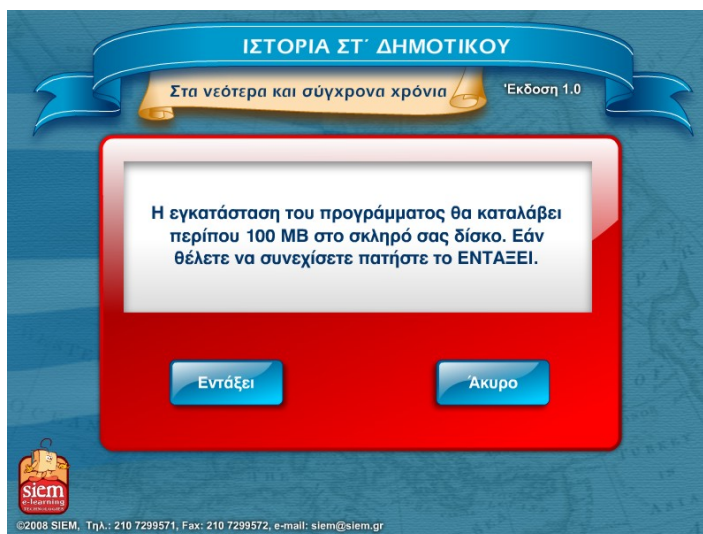 ΙΣΤΟΡΙΑ ΣΤ΄ ΔΗΜΟΤΙΚΟΥ
Στα νεότερα και σύγχρονα χρόνια
Έκδοση 1.0
Η εγκατάσταση του προγράμματος θα καταλάβει
περίπου 100 MB στο σκληρό σας δίσκο. Εάν
θέλετε να συνεχίσετε πατήστε το ΕΝΤΑΞΕΙ.
Εντάξει
Άκυρο
siem
e-learning
TECHNOLOGIES
©2008 SIEM, Τηλ.: 210 7299571, Fax: 210 7299572, e-mail: siem@siem.gr